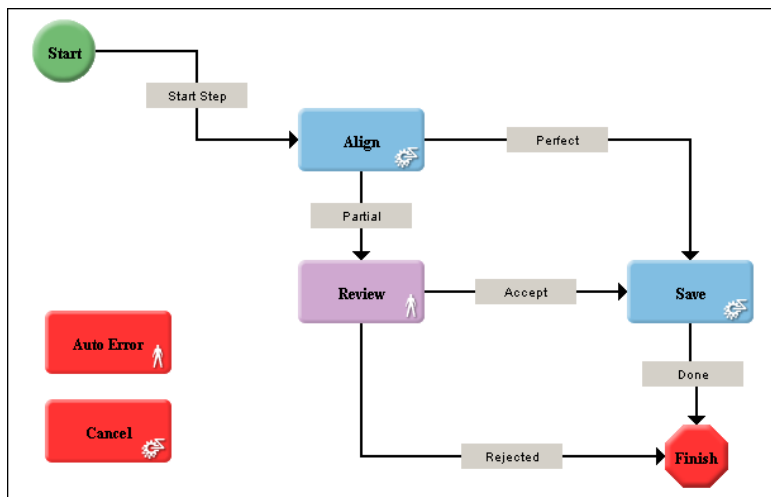 Start
Start Step
Align
Perfect
Partial
Review
Accept
Save
Auto Error
Done
Cancel
Rejected
Finish